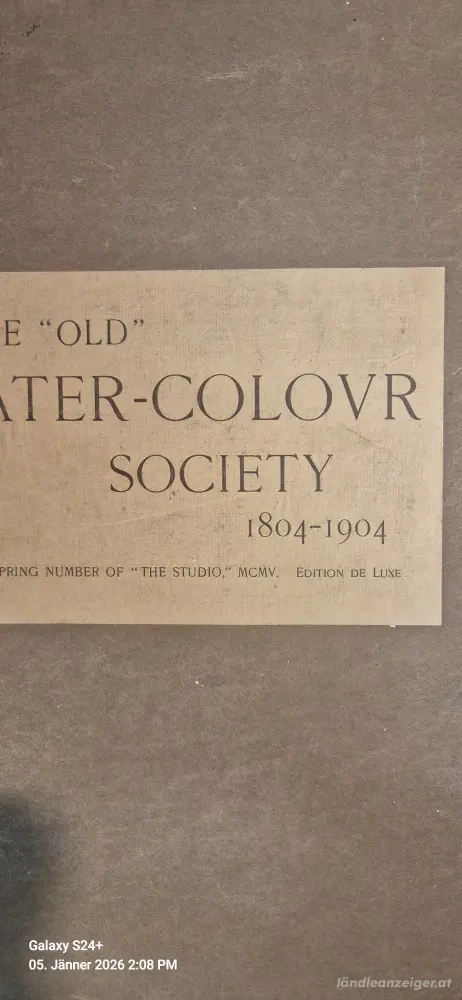 E “OLD”
ATER-COLOVR
SOCIETY
1804-1904
PRING NUMBER OF “THE STUDIO,” MCMV. EDITION DE LUXE
Galaxy S24+
05. Jänner 2026 2:08 PM
ländleanzeiger.at